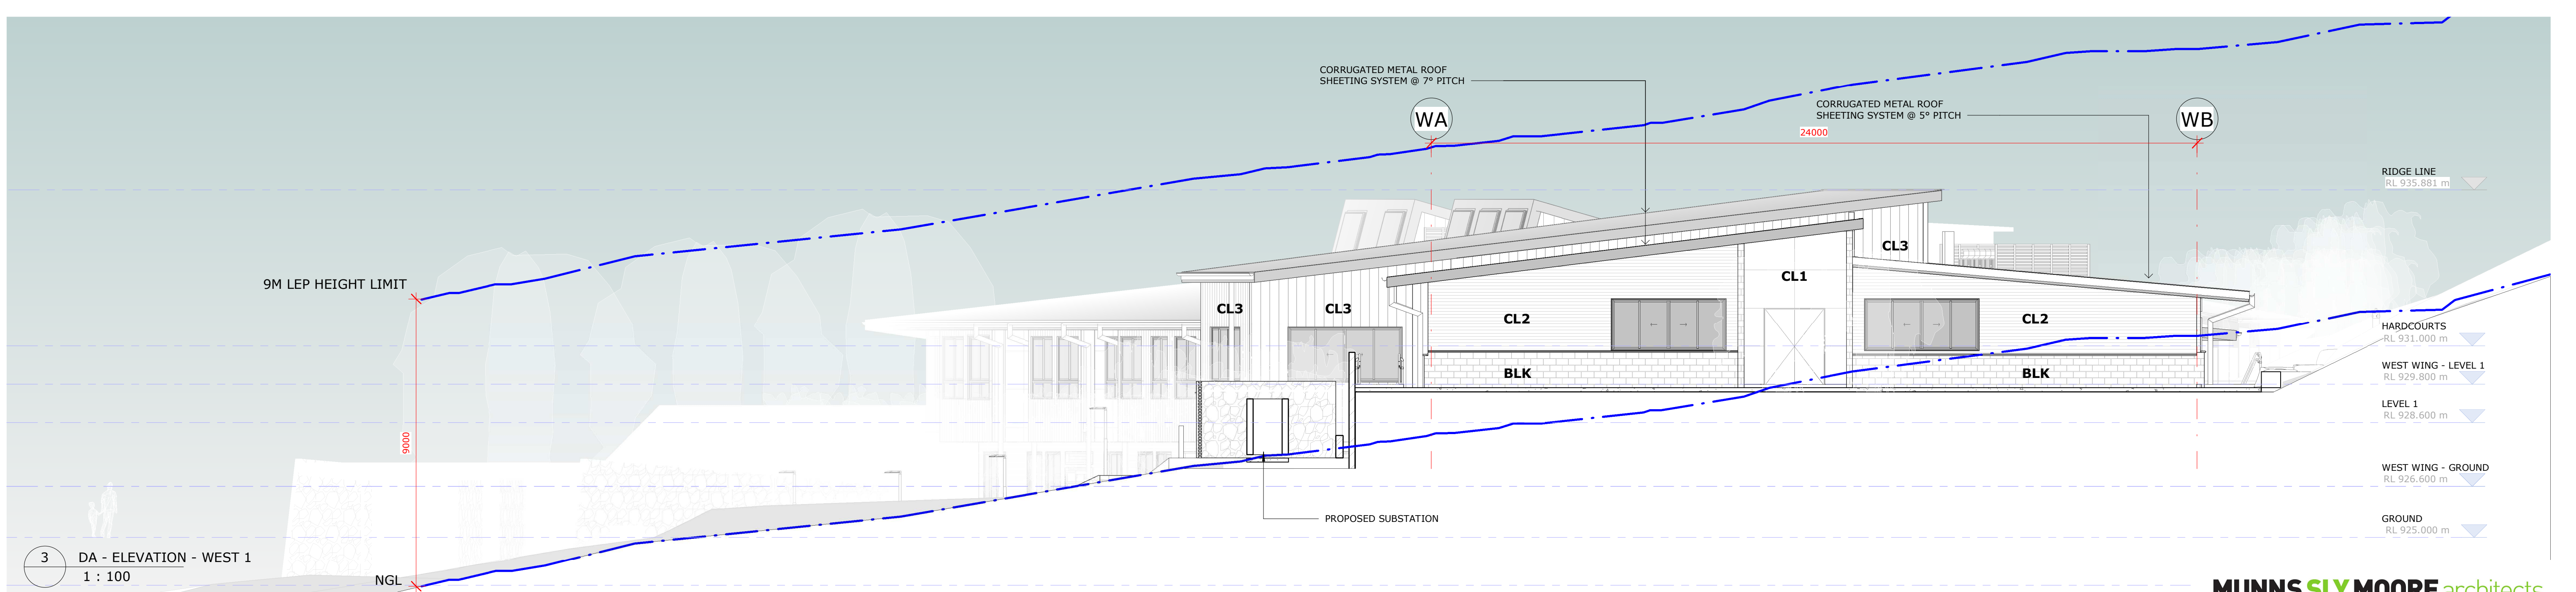 CORRUGATED METAL ROOF
SHEETING SYSTEM @ 7° PITCH
WA
CORRUGATED METAL ROOF
SHEETING SYSTEM @ 5° PITCH
24000
WB
RIDGE LINE
RL 935.881 m
CL3
CL1
9M LEP HEIGHT LIMIT
CL3
CL3
CL2
CL2
HARDCOURTS
RL 931.000 m
BLK
BLK
WEST WING - LEVEL 1
RL 929.800 m
LEVEL 1
RL 928.600 m
9000
WEST WING - GROUND
RL 926.600 m
PROPOSED SUBSTATION
GROUND
RL 925.000 m
3
DA - ELEVATION - WEST 1
1 : 100
NGL
MUNNS SLY MOORE architects